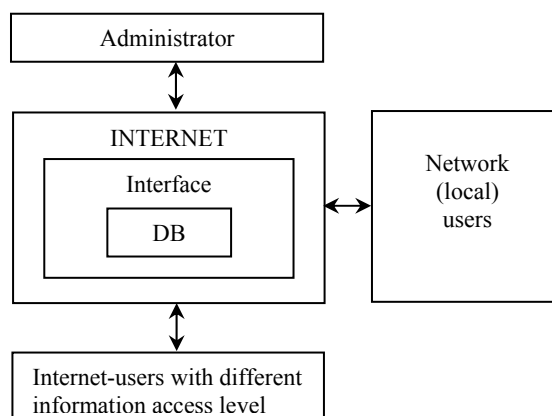 Administrator
INTERNET
Interface
DB
Network
(local)
users
Internet-users with different
information access level